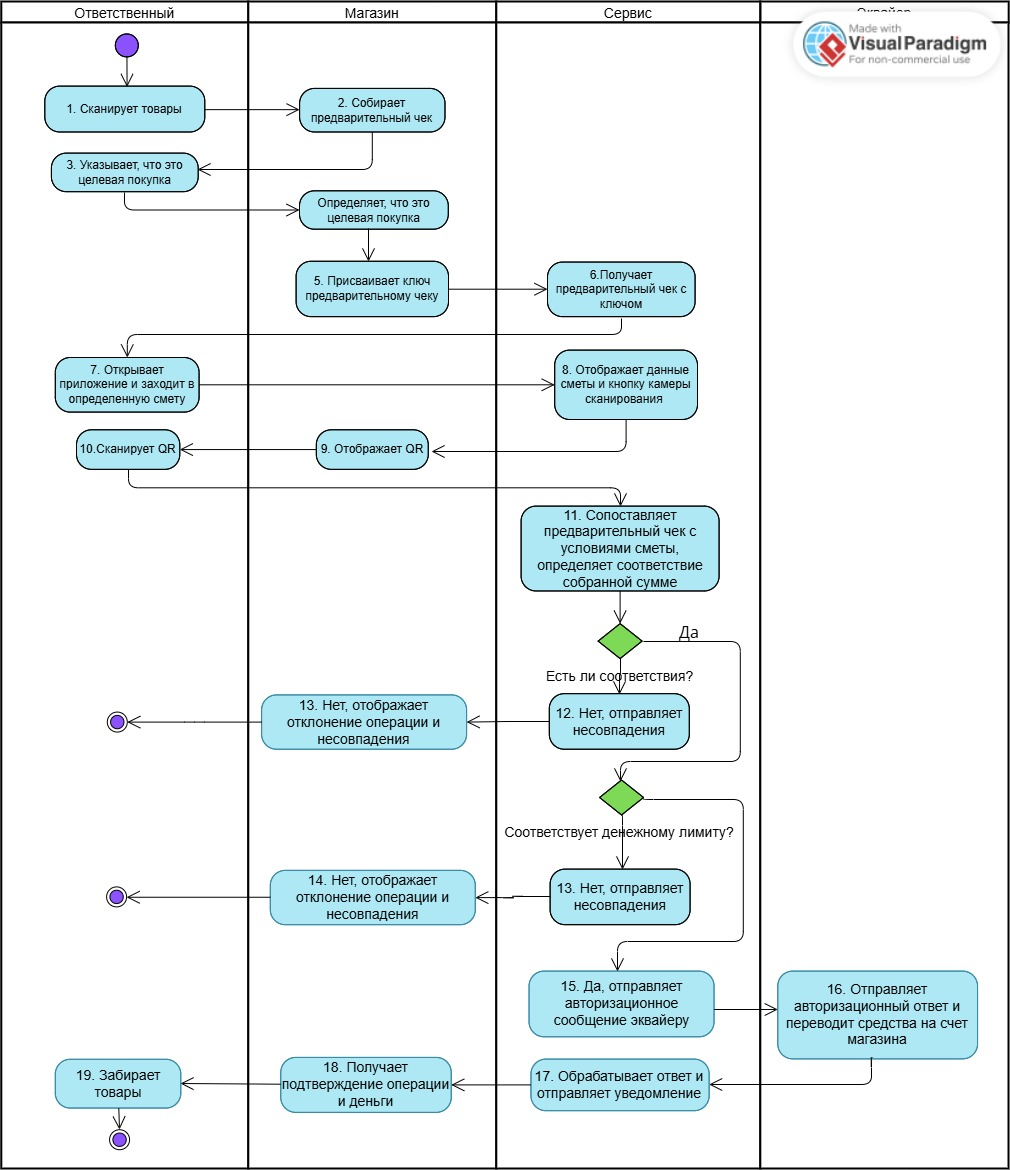 Ответственный
Магазин
Сервис
Made with
Visual Paradigm
For non-commercial use
1. Сканирует товары
2. Собирает
предварительный чек
3. Указывает, что это
целевая покупка
Определяет, что это
целевая покупка
5. Присваивает ключ
предварительному чеку
6.Получает
предварительный чек с
ключом
7. Открывает
приложение и заходит в
определенную смету
8. Отображает данные
сметы и кнопку камеры
сканирования
10.Сканирует QR
9. Отображает QR
11. Сопоставляет
предварительный чек с
условиями сметы,
определяет соответствие
собранной сумме
Да
Есть ли соответствия?
13. Нет, отображает
отклонение операции и
несовпадения
12. Нет, отправляет
несовпадения
Соответствует денежному лимиту?
14. Нет, отображает
отклонение операции и
несовпадения
13. Нет, отправляет
несовпадения
15. Да, отправляет
авторизационное
сообщение эквайеру
16. Отправляет
авторизационный ответ и
переводит средства на счет
магазина
19. Забирает
товары
18. Получает
подтверждение операции
и деньги
17. Обрабатывает ответ и
отправляет уведомление